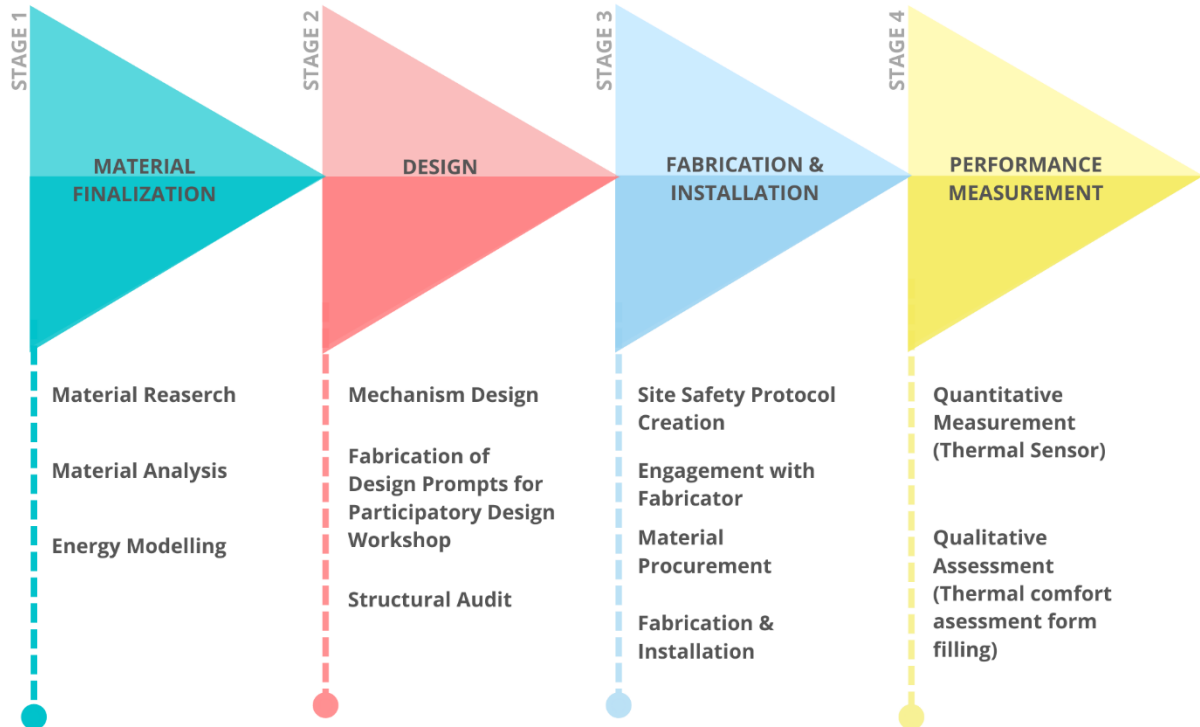 STAGE 1
MATERIAL
FINALIZATION
Material Reaserch
Material Analysis
Energy Modelling
STAGE 2
DESIGN
Mechanism Design
Fabrication of
Design Prompts for
Participatory Design
Workshop
Structural Audit
STAGE 3
FABRICATION &
INSTALLATION
Site Safety Protocol
Creation
Engagement with
Fabricator
Material
Procurement
Fabrication &
Installation
STAGE 4
PERFORMANCE
MEASUREMENT
Quantitative
Measurement
(Thermal Sensor)
Qualitative
Assessment
(Thermal comfort
asessment form
filling)